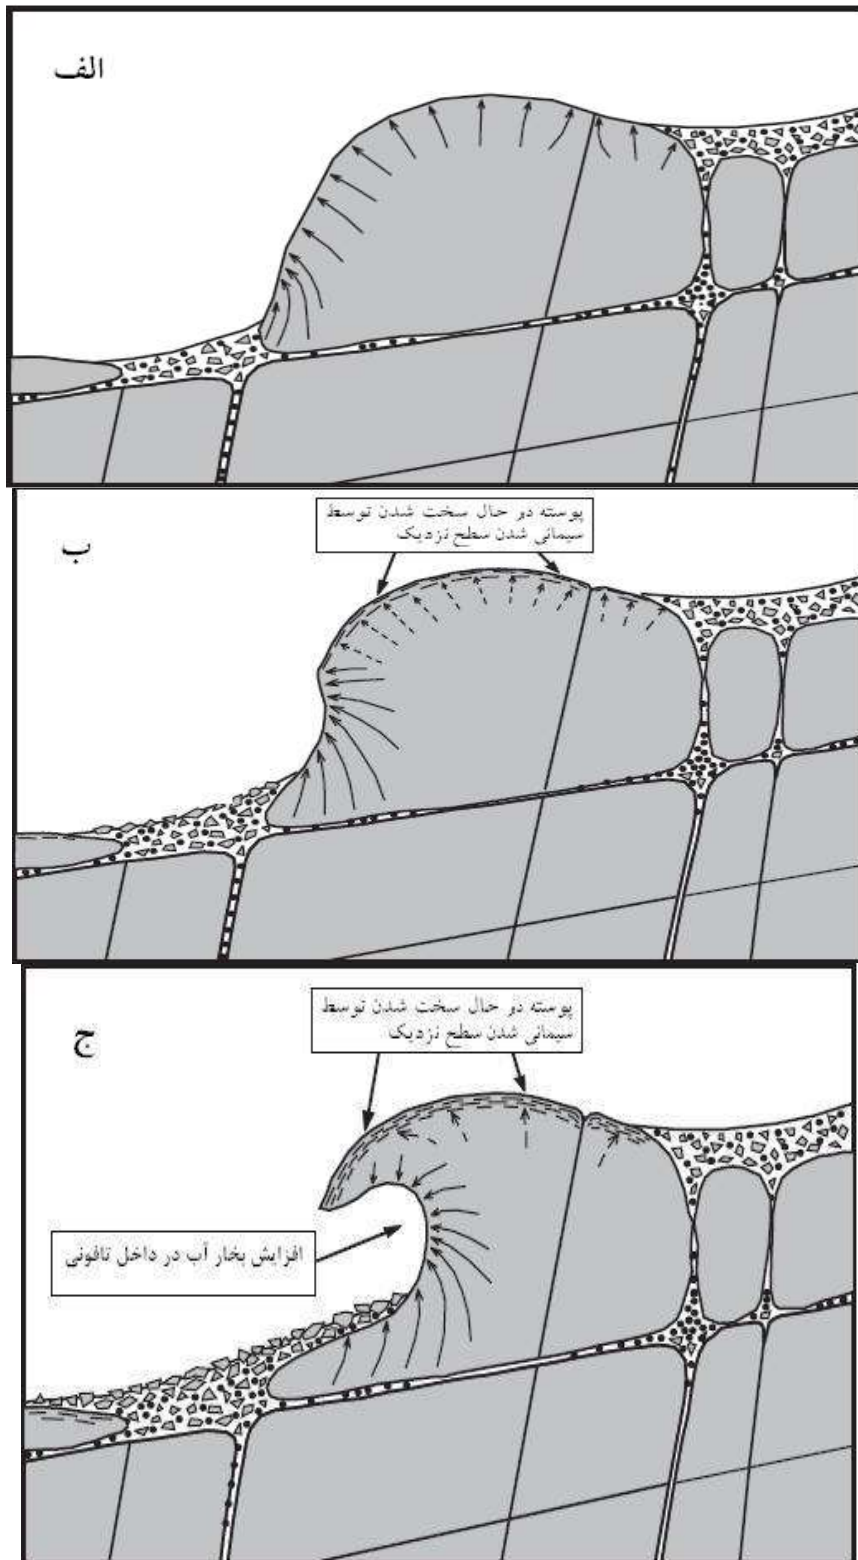 الف
ب
پوسته در حال سخت شدن توسط
سیمانی شدن سطح نزدیک
ج
پوسته در حال سخت شدن توسط
سیمانی شدن سطح نزدیک
افزایش بخار آب در داخل تافونی